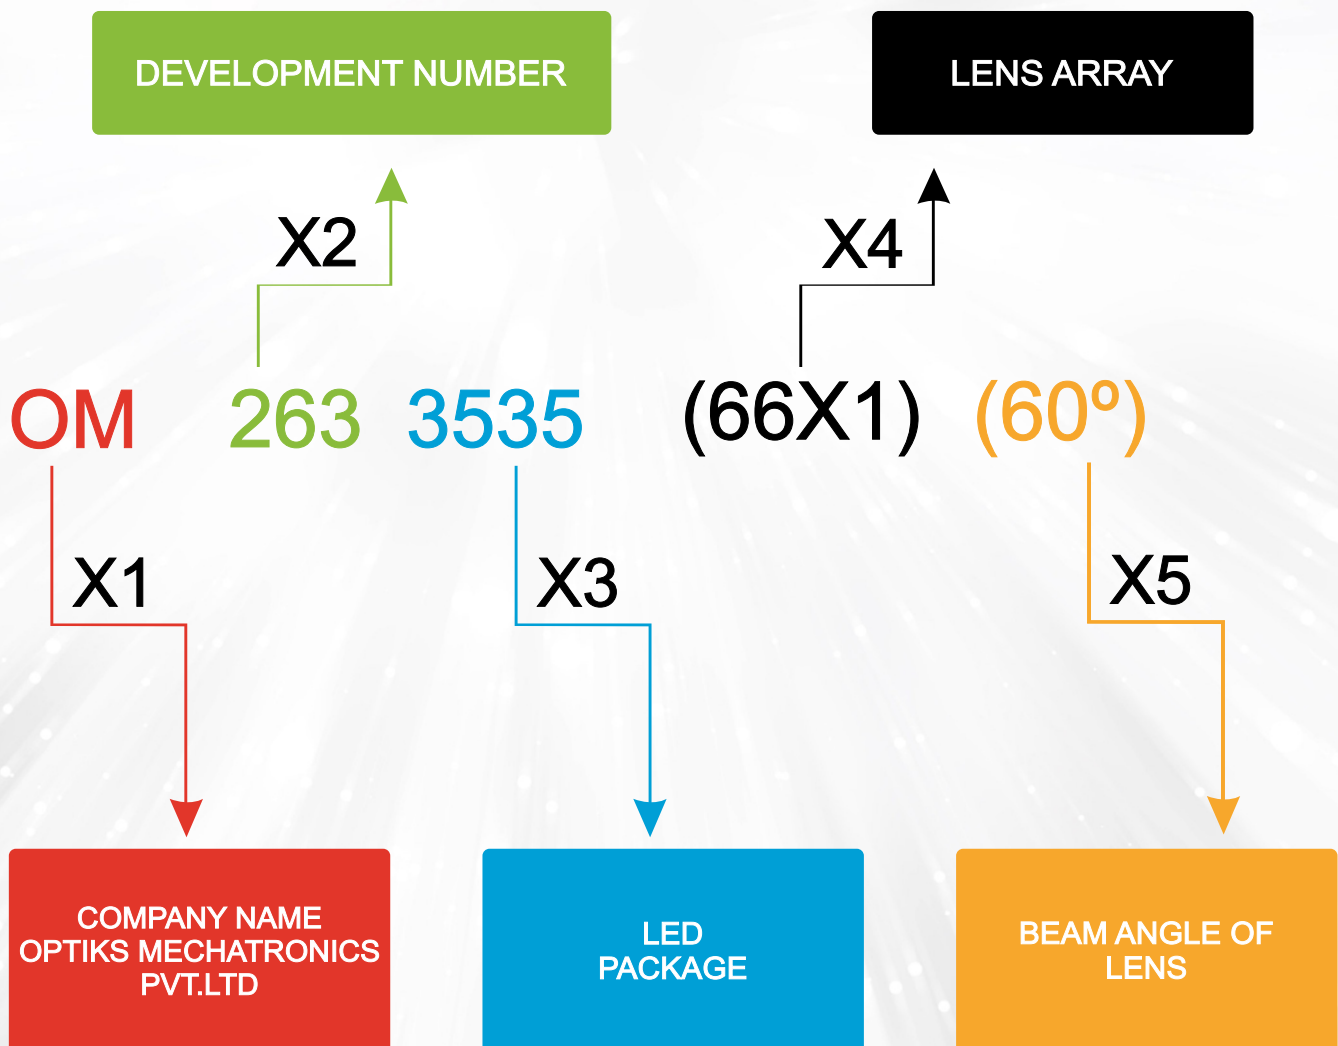 DEVELOPMENT NUMBER
LENS ARRAY
X2
X4
OM 263 3535 (66X1) (60º)
X1
X3
X5
COMPANY NAME
OPTIKS MECHATRONICS
PVT.LTD
LED
PACKAGE
BEAM ANGLE OF
LENS